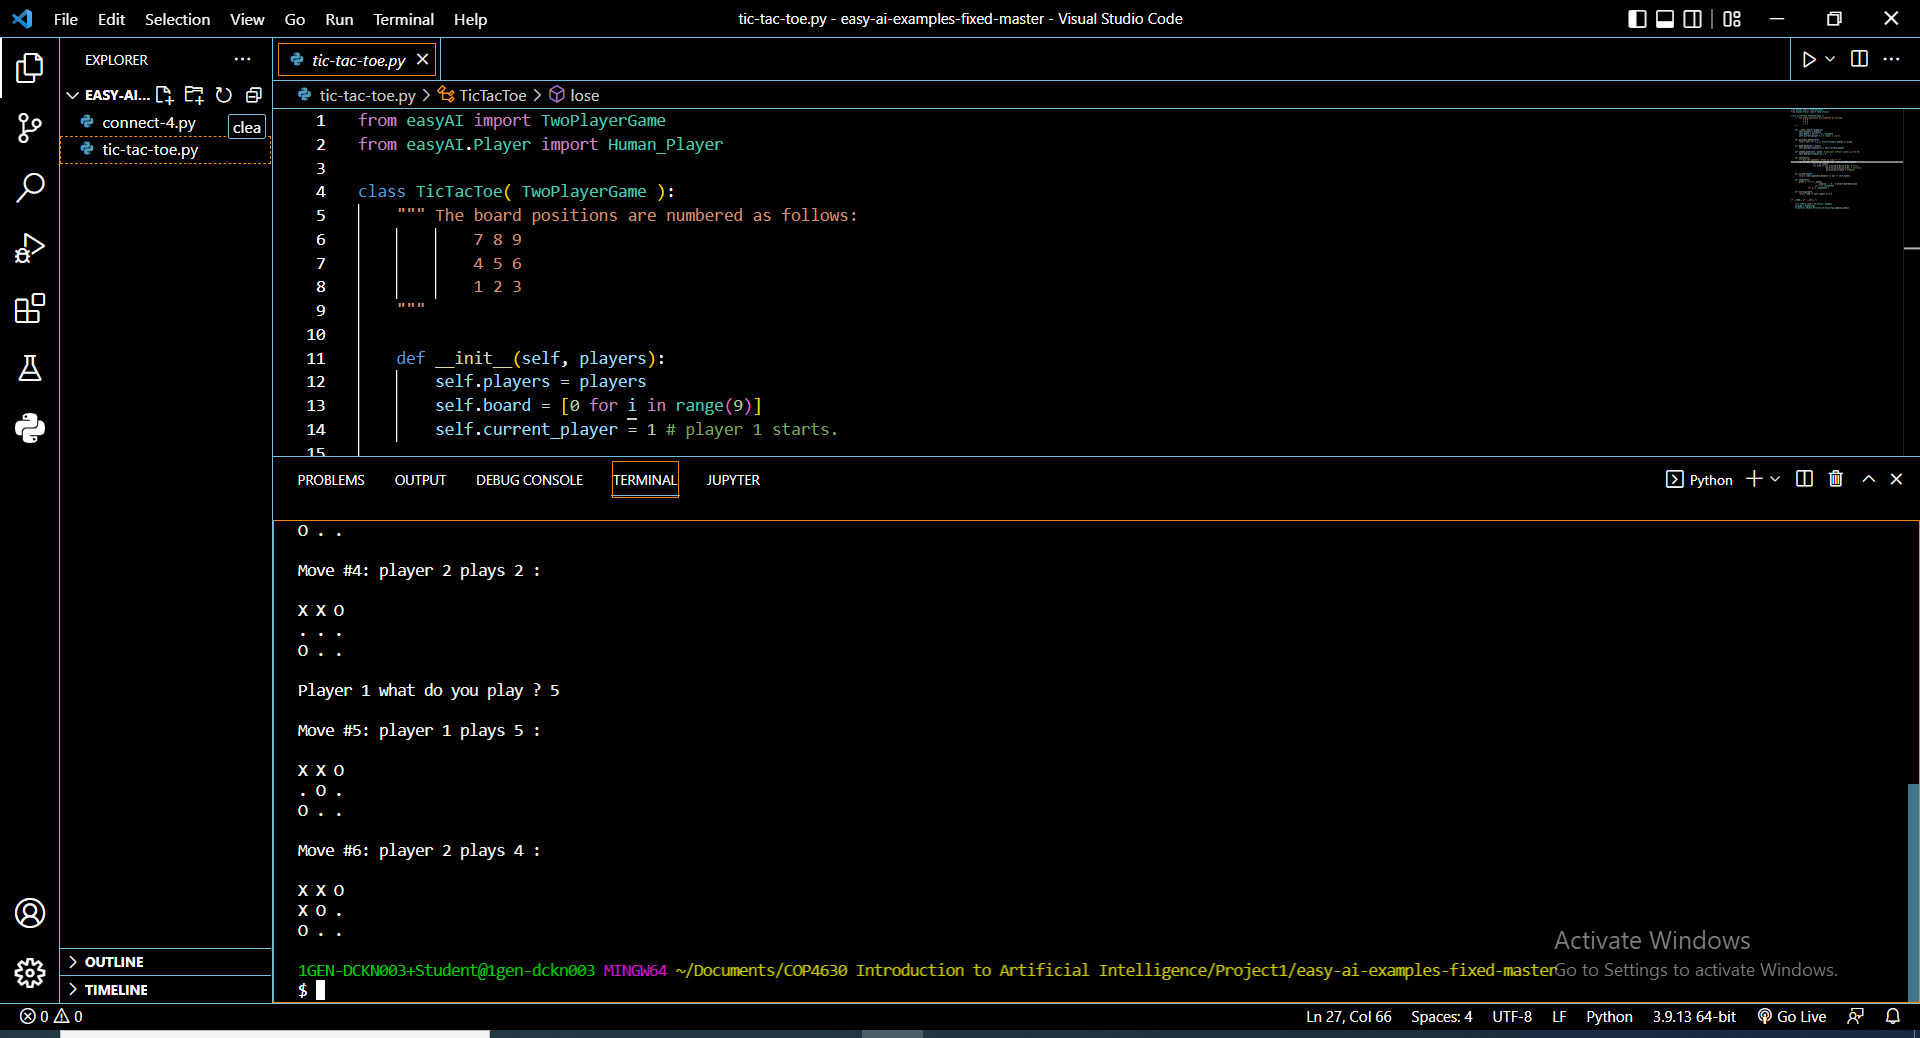 File Edit Selection View Go Run Terminal Help
tic-tac-toe.py - easy-ai-examples-fixed-master - Visual Studio Code
EXPLORER
EASY-AI...
connect-4.py
clea
tic-tac-toe.py
OUTLINE
TIMELINE
tic-tac-toe.py
tic-tac-toe.py > TicTacToe > lose
1 from easyAI import TwoPlayerGame
2 from easyAI.Player import Human_Player
3
4 class TicTacToe( TwoPlayerGame ):
5 """ The board positions are numbered as follows:
6 7 8 9
7 4 5 6
8 1 2 3
9 """
10
11 def __init__(self, players):
12 self.players = players
13 self.board = [0 for i in range(9)]
14 self.current_player = 1 # player 1 starts.
15
PROBLEMS OUTPUT DEBUG CONSOLE TERMINAL JUPYTER
Python
O . .
Move #4: player 2 plays 2 :
X X O
. . .
O . .
Player 1 what do you play ? 5
Move #5: player 1 plays 5 :
X X O
. O .
O . .
Move #6: player 2 plays 4 :
X X O
X O .
O . .
1GEN-DCKN003+Student@1gen-dckn003 MINGW64 ~/Documents/COP4630 Introduction to Artificial Intelligence/Project1/easy-ai-examples-fixed-master
$
Activate Windows
Go to Settings to activate Windows.
0 0
Ln 27, Col 66 Spaces: 4 UTF-8 LF Python 3.9.13 64-bit Go Live